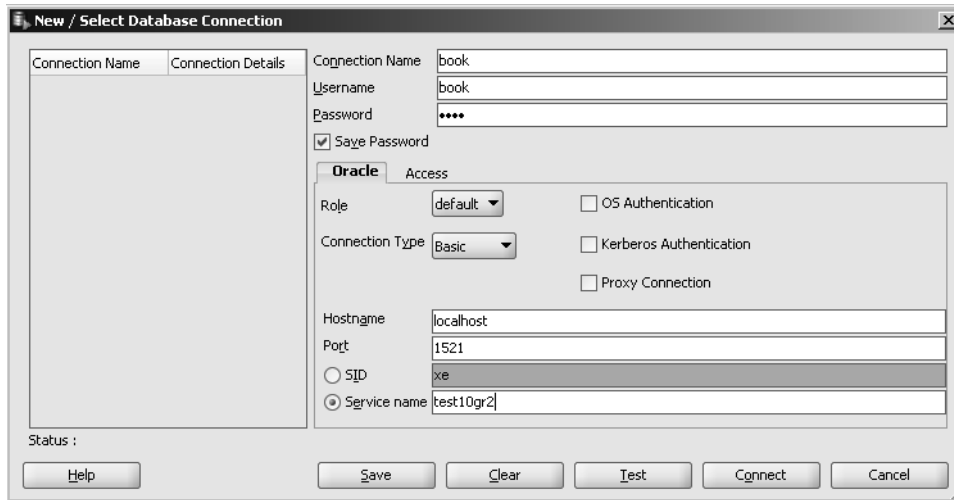 New / Select Database Connection
Connection Name Connection Details
Connection Name book
Username book
Password ••••
Save Password
Oracle Access
Role default OS Authentication
Connection Type Basic Kerberos Authentication
Proxy Connection
Hostname localhost
Port 1521
SID xe
Service name test10gr2
Status :
Help Save Clear Test Connect Cancel